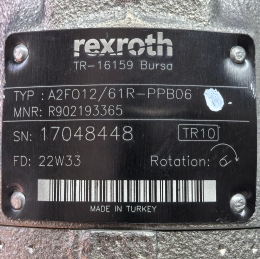 rexroth
TR-16159 Bursa
TYP : A2FO12/61R-PPB06
MNR: R902193365
SN: 17048448 TR10
FD: 22W33 Rotation:
MADE IN TURKEY